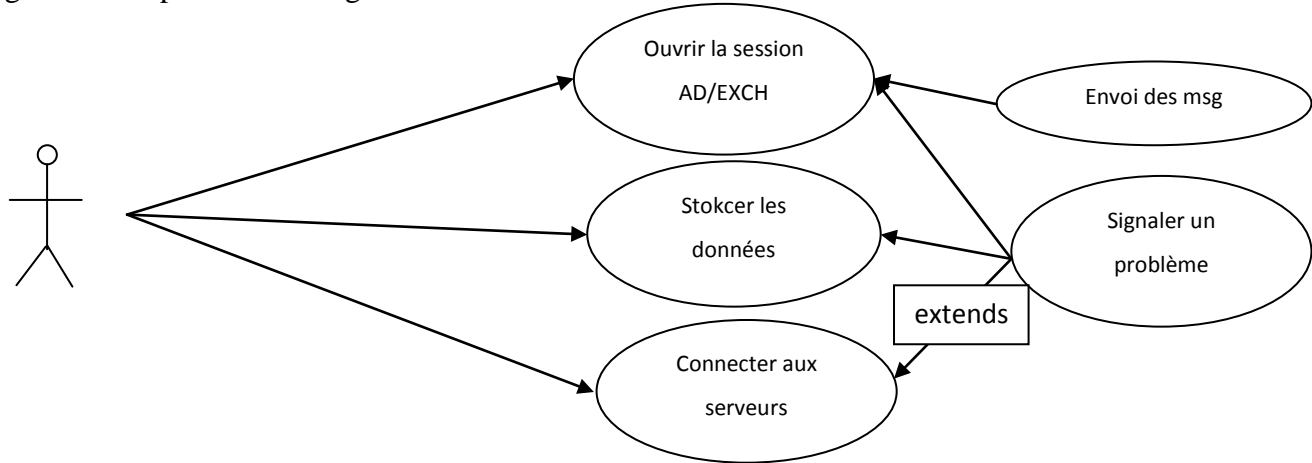 Ouvrir la session
AD/EXCH
Envoi des msg
Stokcer les
données
Signaler un
problème
extends
Connecter aux
serveurs